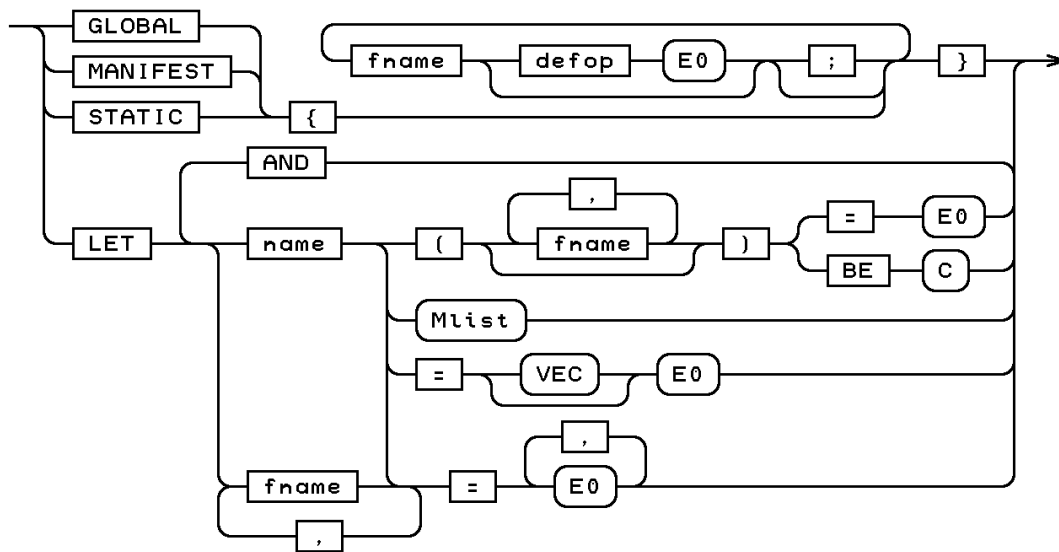 GLOBAL
fname defop E0 ; }
MANIFEST
STATIC {
AND
,
= E0
LET name ( fname )
BE C
Mlist
= VEC E0
,
fname = E0
,